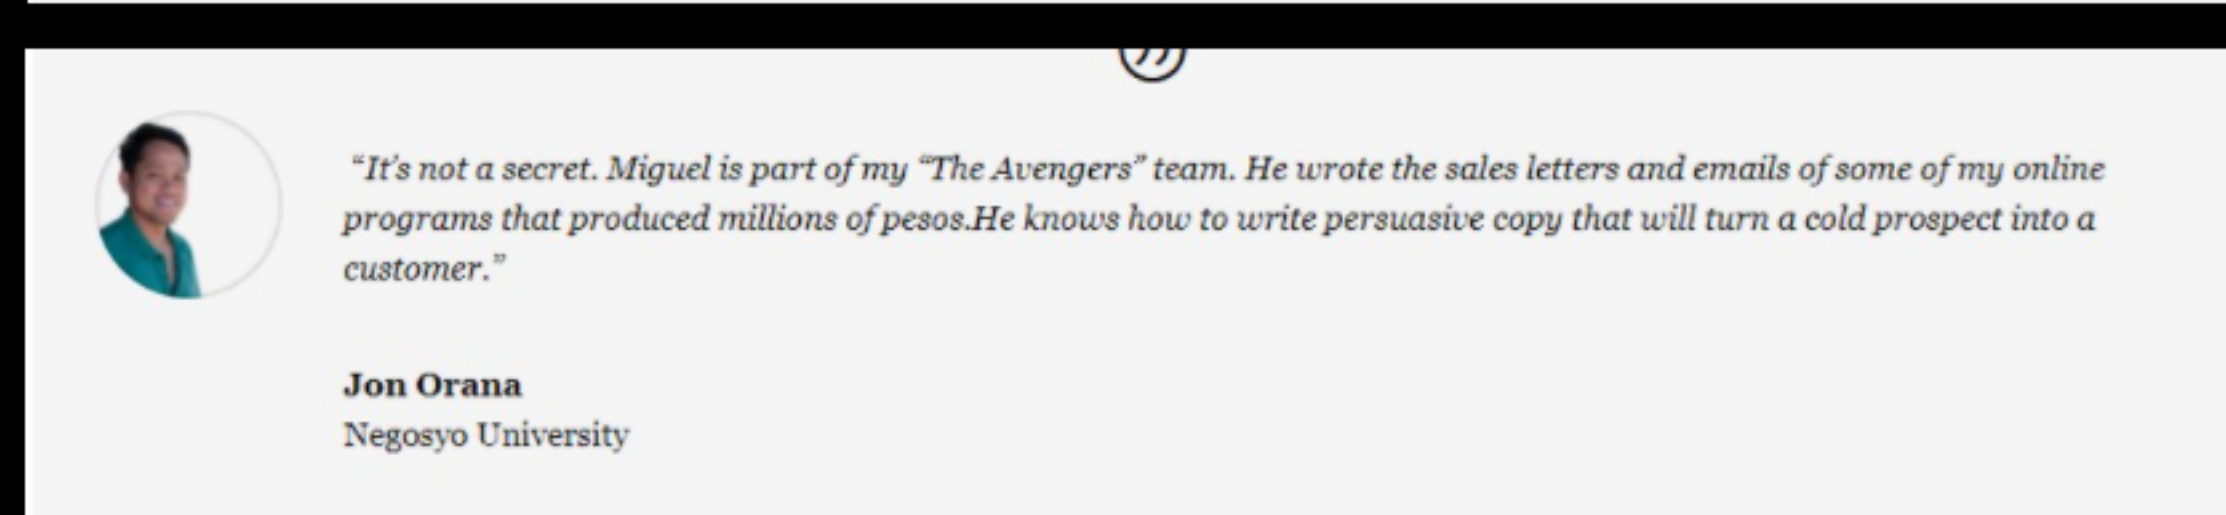 ”
“It’s not a secret. Miguel is part of my “The Avengers” team. He wrote the sales letters and emails of some of my online
programs that produced millions of pesos.He knows how to write persuasive copy that will turn a cold prospect into a
customer.”
Jon Orana
Negosyo University